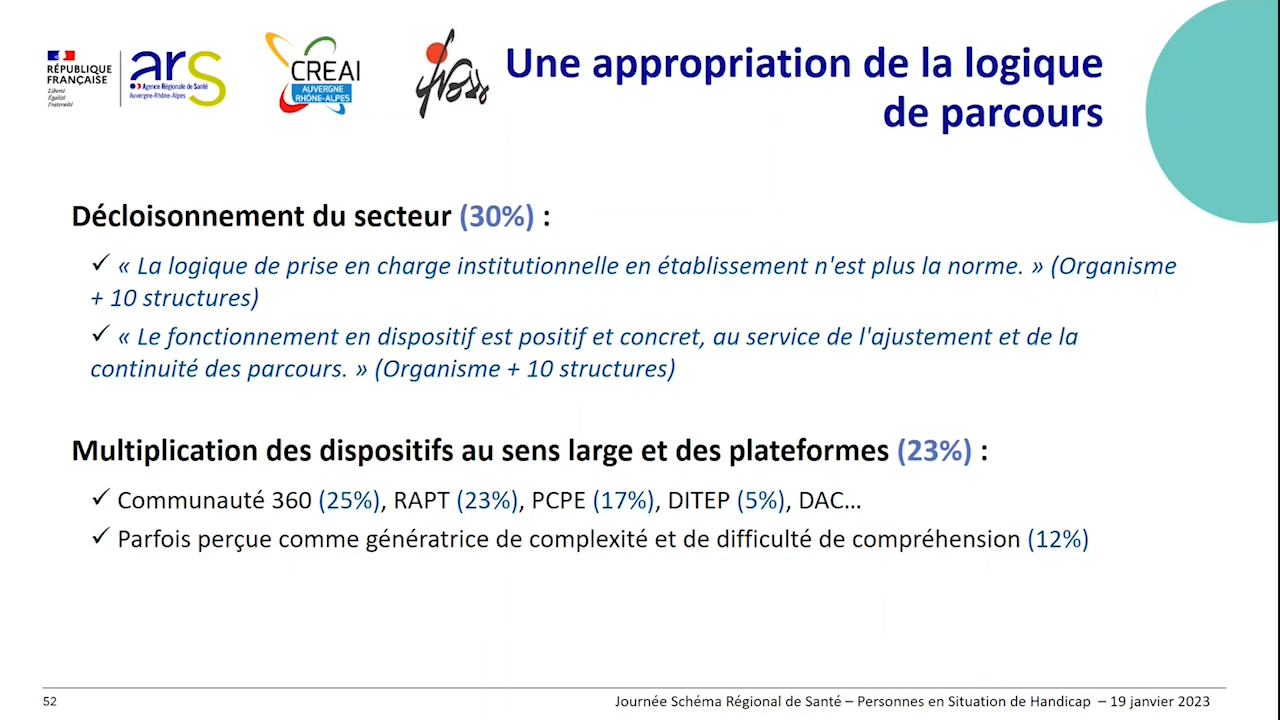 RÉPUBLIQUE
FRANÇAISE
Liberté
Égalité
Fraternité
ars
Agence Régionale de Santé
Auvergne-Rhône-Alpes
CREAI
AUVERGNE
RHÔNE-ALPES
Une appropriation de la logique
de parcours
Décloisonnement du secteur (30%) :
✓ « La logique de prise en charge institutionnelle en établissement n'est plus la norme. » (Organisme
+ 10 structures)
✓ « Le fonctionnement en dispositif est positif et concret, au service de l'ajustement et de la
continuité des parcours. » (Organisme + 10 structures)
Multiplication des dispositifs au sens large et des plateformes (23%) :
✓ Communauté 360 (25%), RAPT (23%), PCPE (17%), DITEP (5%), DAC…
✓ Parfois perçue comme génératrice de complexité et de difficulté de compréhension (12%)
52
Journée Schéma Régional de Santé – Personnes en Situation de Handicap – 19 janvier 2023